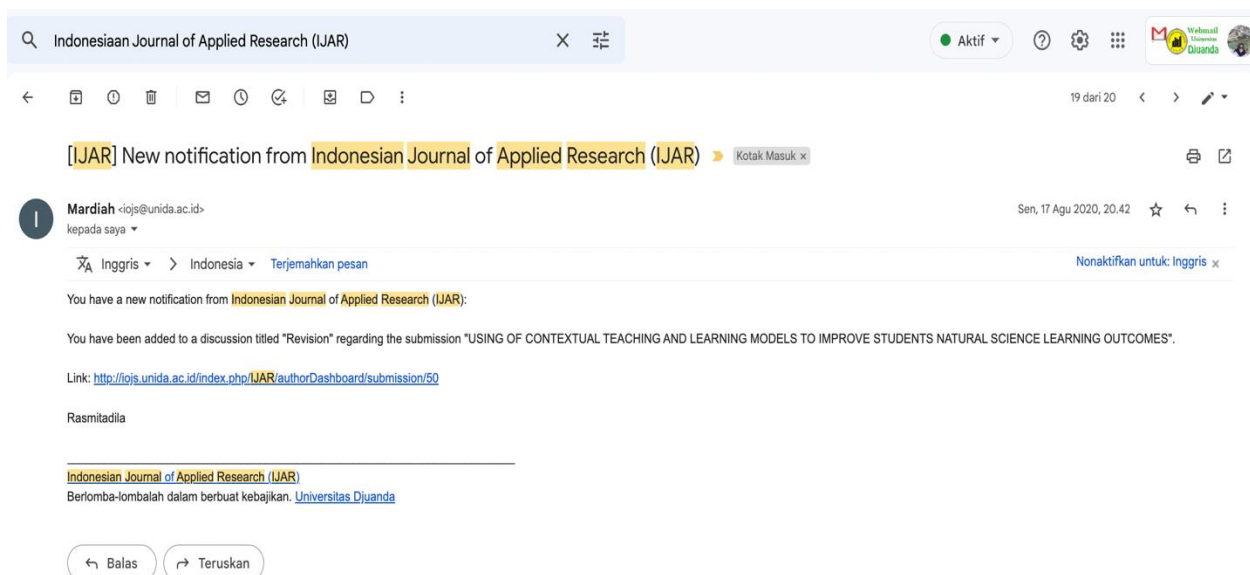 Indonesiaan Journal of Applied Research (IJAR)
Aktif
Webmail
Universitas
Djuanda
19 dari 20
[IJAR] New notification from Indonesian Journal of Applied Research (IJAR)
Kotak Masuk x
I
Mardiah <iojs@unida.ac.id>
Sen, 17 Agu 2020, 20.42
kepada saya
Inggris > Indonesia Terjemahkan pesan
Nonaktifkan untuk: Inggris x
You have a new notification from Indonesian Journal of Applied Research (IJAR):
You have been added to a discussion titled "Revision" regarding the submission "USING OF CONTEXTUAL TEACHING AND LEARNING MODELS TO IMPROVE STUDENTS NATURAL SCIENCE LEARNING OUTCOMES".
Link: http://iojs.unida.ac.id/index.php/IJAR/authorDashboard/submission/50
Rasmitadila
Indonesian Journal of Applied Research (IJAR)
Berlomba-lombalah dalam berbuat kebajikan. Universitas Djuanda
Balas
Teruskan